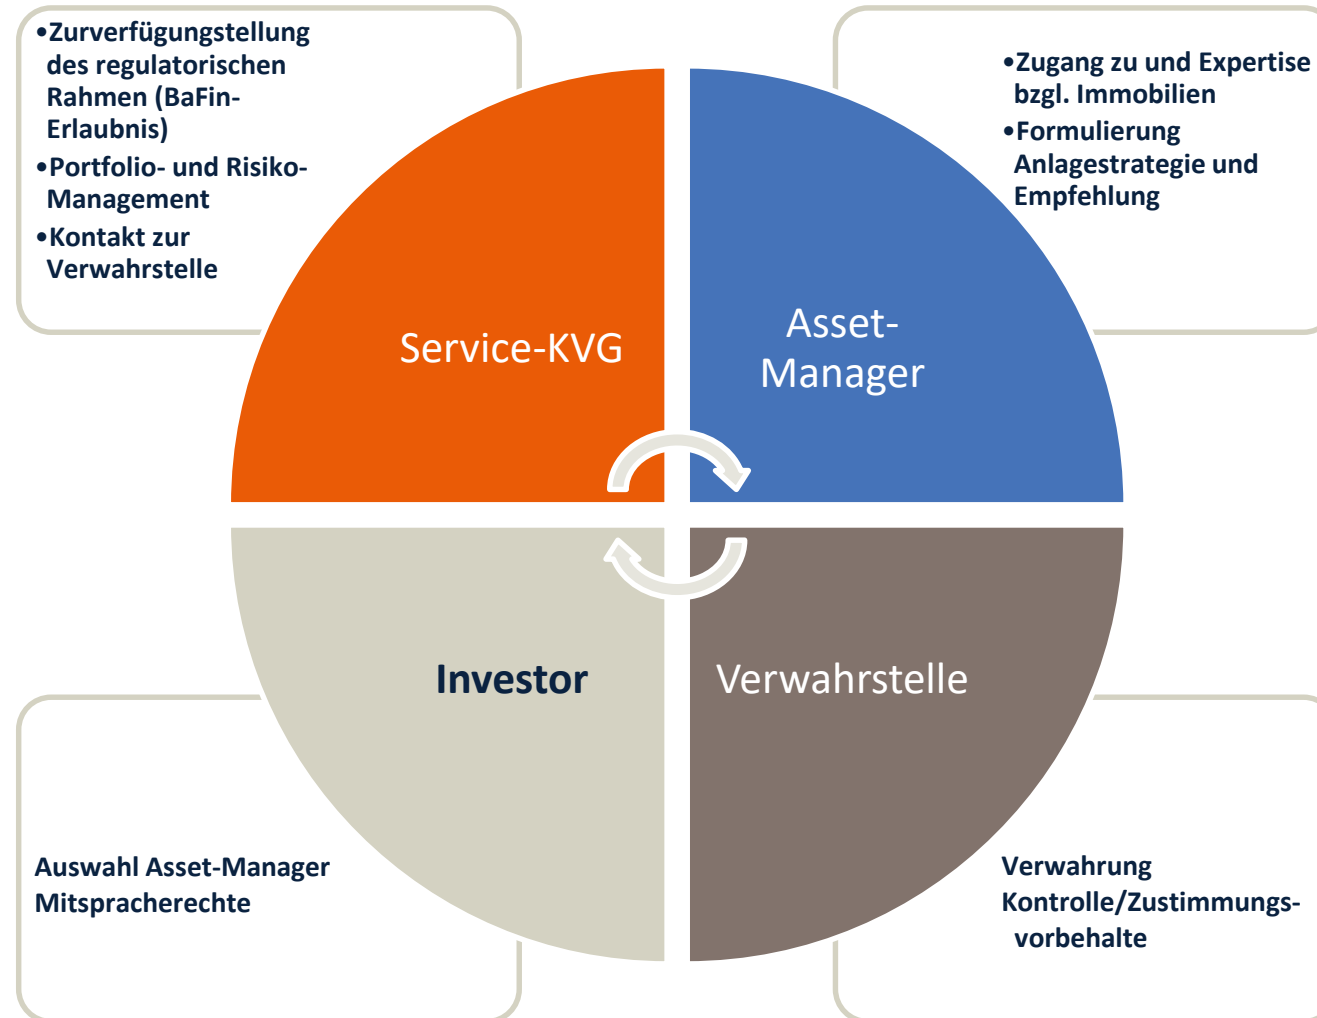 •Zurverfügungstellung
des regulatorischen
Rahmen (BaFin-
Erlaubnis)
•Portfolio- und Risiko-
Management
•Kontakt zur
Verwahrstelle
•Zugang zu und Expertise
bzgl. Immobilien
•Formulierung
Anlagestrategie und
Empfehlung
Service-KVG
Asset-
Manager
Investor
Verwahrstelle
Auswahl Asset-Manager
Mitspracherechte
Verwahrung
Kontrolle/Zustimmungs-
vorbehalte